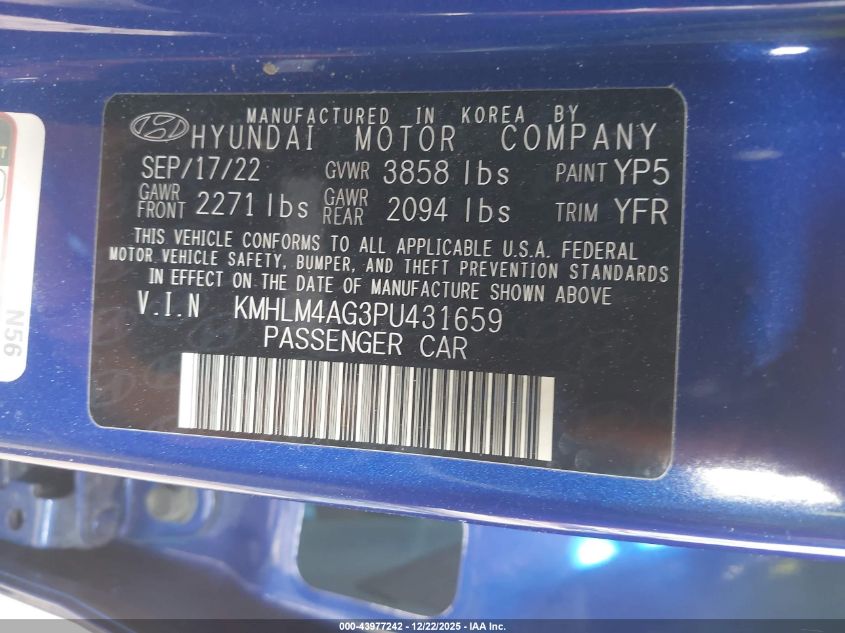 MANUFACTURED IN KOREA BY
HYUNDAI MOTOR COMPANY
SEP/17/22 GVWR 3858 lbs PAINT YP5
GAWR FRONT 2271 lbs GAWR REAR 2094 lbs TRIM YFR
THIS VEHICLE CONFORMS TO ALL APPLICABLE U.S.A. FEDERAL
MOTOR VEHICLE SAFETY, BUMPER, AND THEFT PREVENTION STANDARDS
IN EFFECT ON THE DATE OF MANUFACTURE SHOWN ABOVE
V.I.N KMHLM4AG3PU431659
PASSENGER CAR
N56
000-43977242 - 12/22/2025 - IAA Inc.